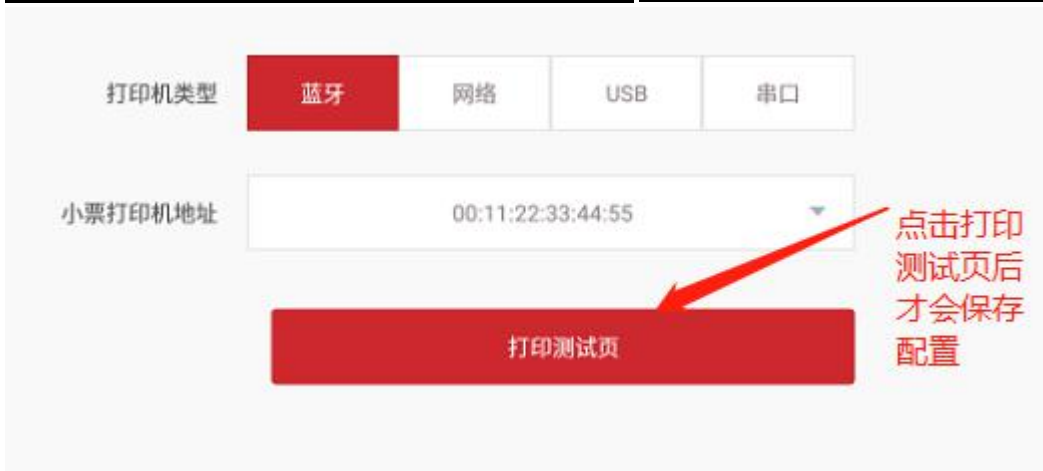 打印机类型 蓝牙 网络 USB 串口
小票打印机地址 00:11:22:33:44:55
点击打印
测试页后
才会保存
配置
打印测试页